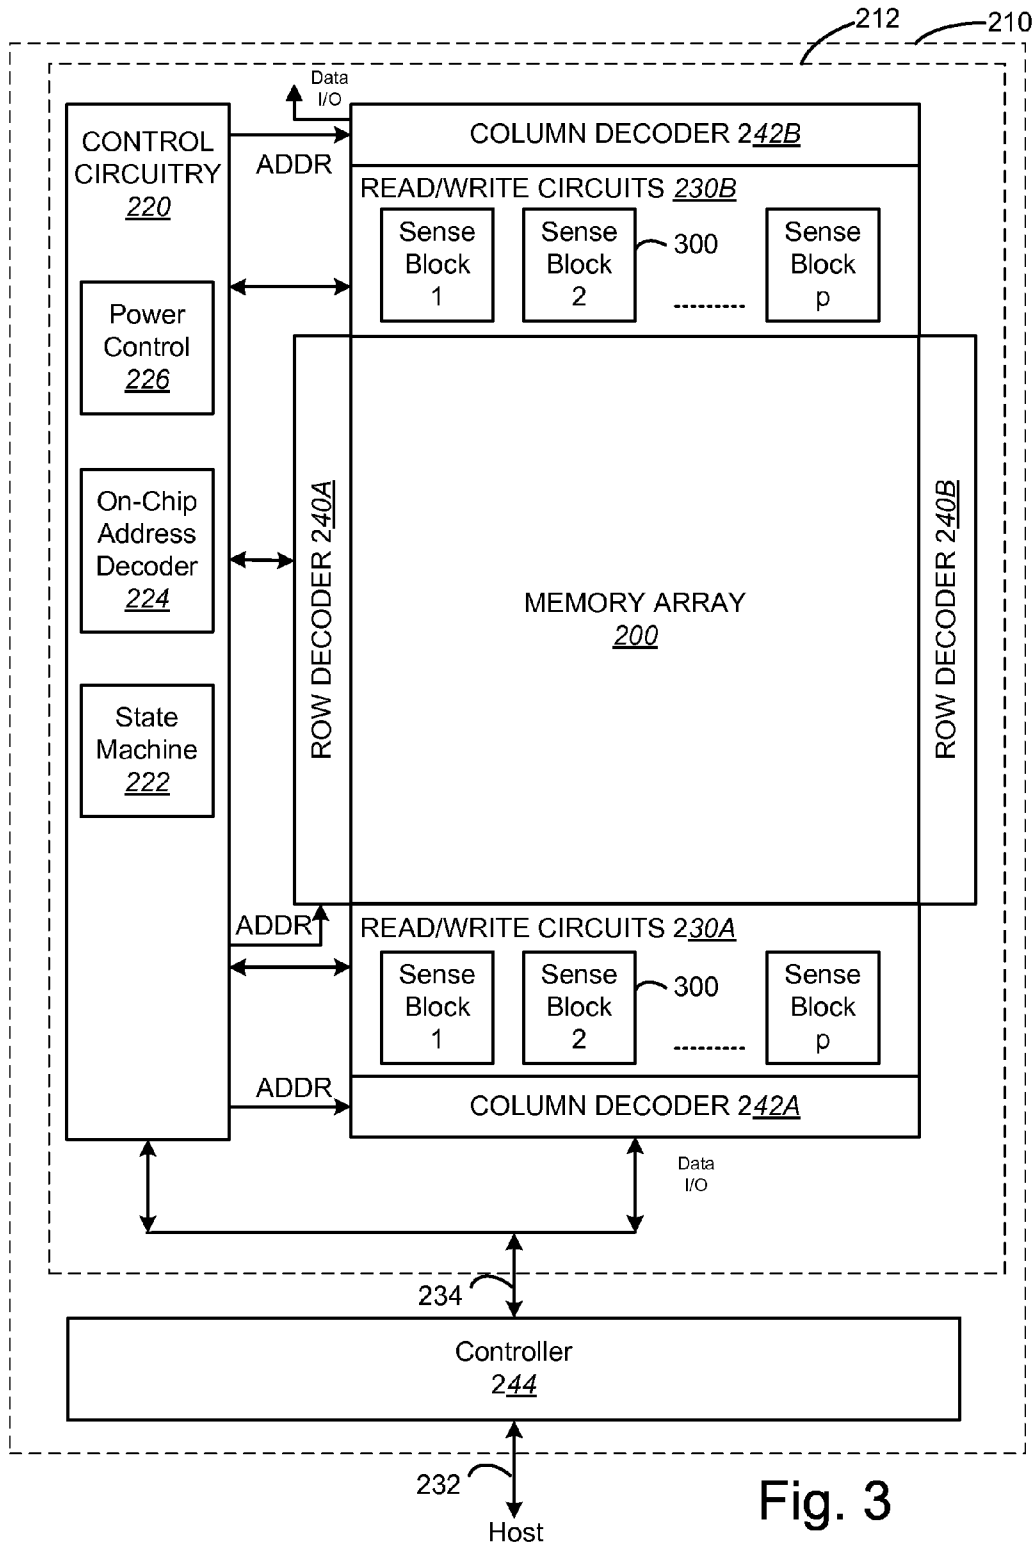 212
210
Data
I/O
CONTROL
CIRCUITRY
220
ADDR
COLUMN DECODER 242B
READ/WRITE CIRCUITS 230B
Sense
Block
1
Sense
Block
2
300
.........
Sense
Block
p
Power
Control
226
On-Chip
Address
Decoder
224
State
Machine
222
ROW DECODER 240A
MEMORY ARRAY
200
ROW DECODER 240B
ADDR
READ/WRITE CIRCUITS 230A
Sense
Block
1
Sense
Block
2
300
.........
Sense
Block
p
ADDR
COLUMN DECODER 242A
Data
I/O
234
Controller
244
232
Host
Fig. 3